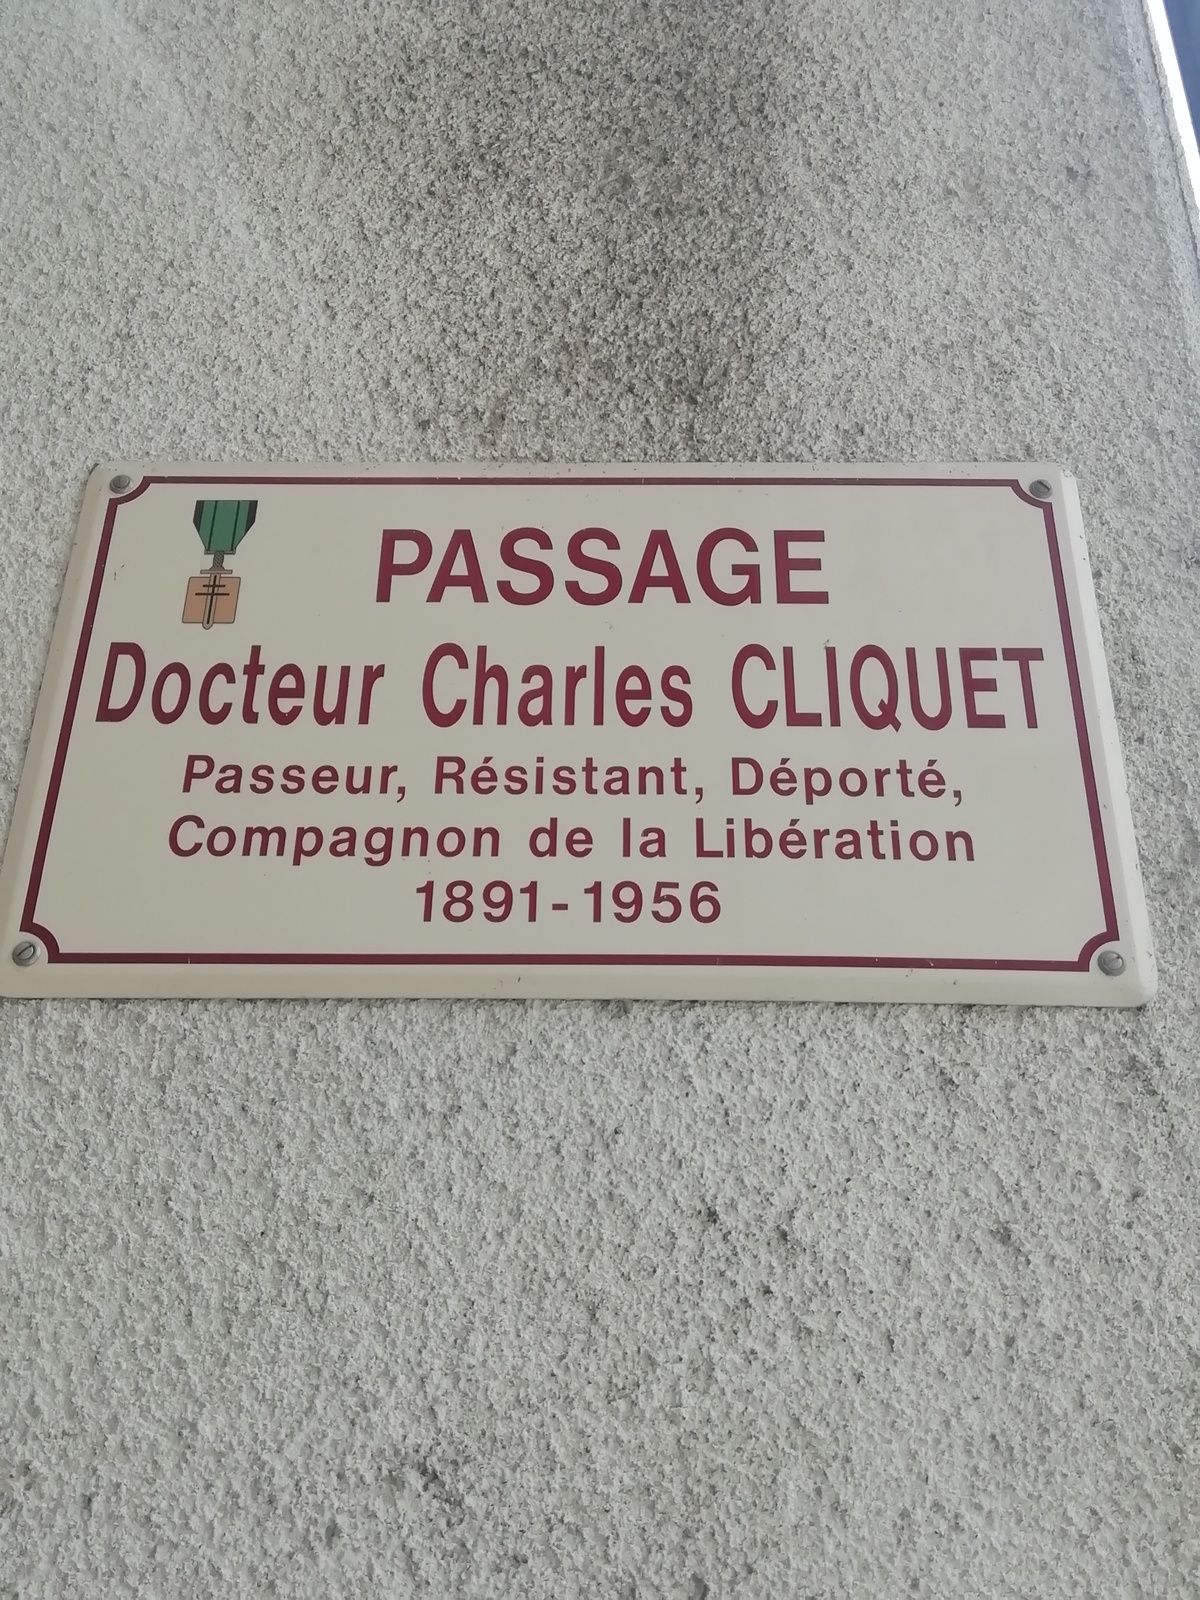 PASSAGE
Docteur Charles CLIQUET
Passeur, Résistant, Déporté,
Compagnon de la Libération
1891-1956